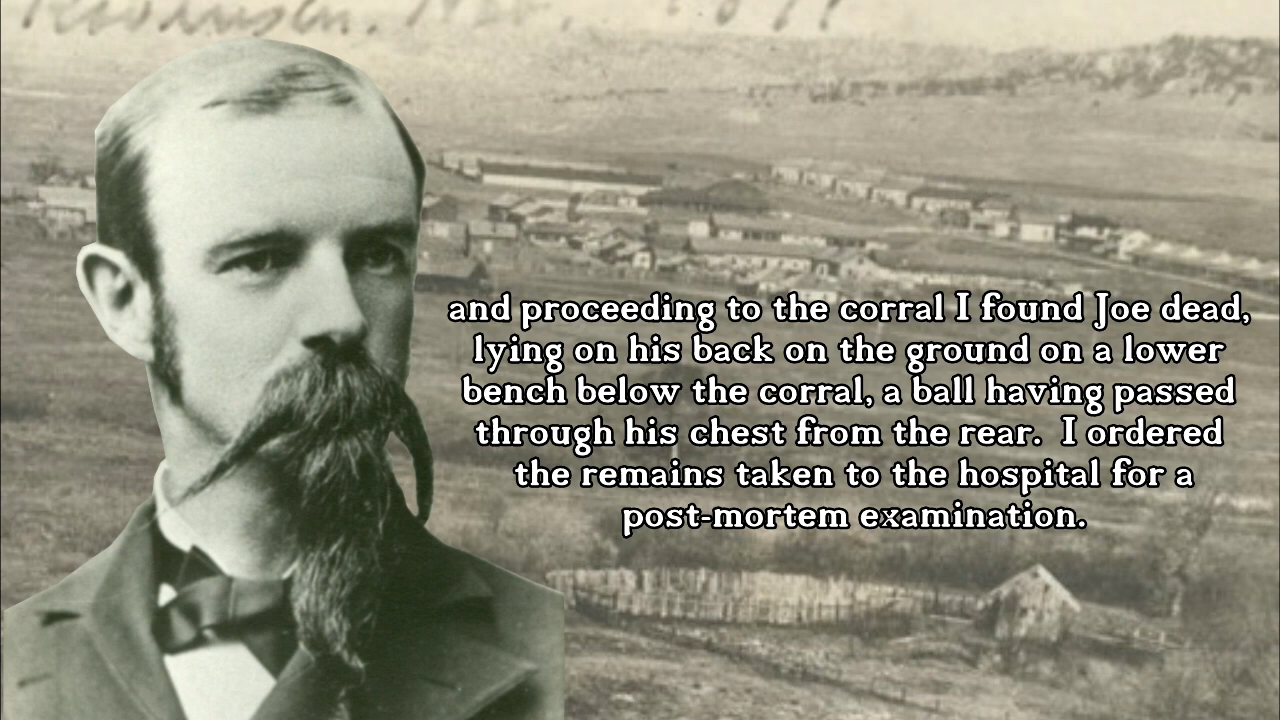 and proceeding to the corral I found Joe dead,
lying on his back on the ground on a lower
bench below the corral, a ball having passed
through his chest from the rear.  I ordered
the remains taken to the hospital for a
post-mortem examination.